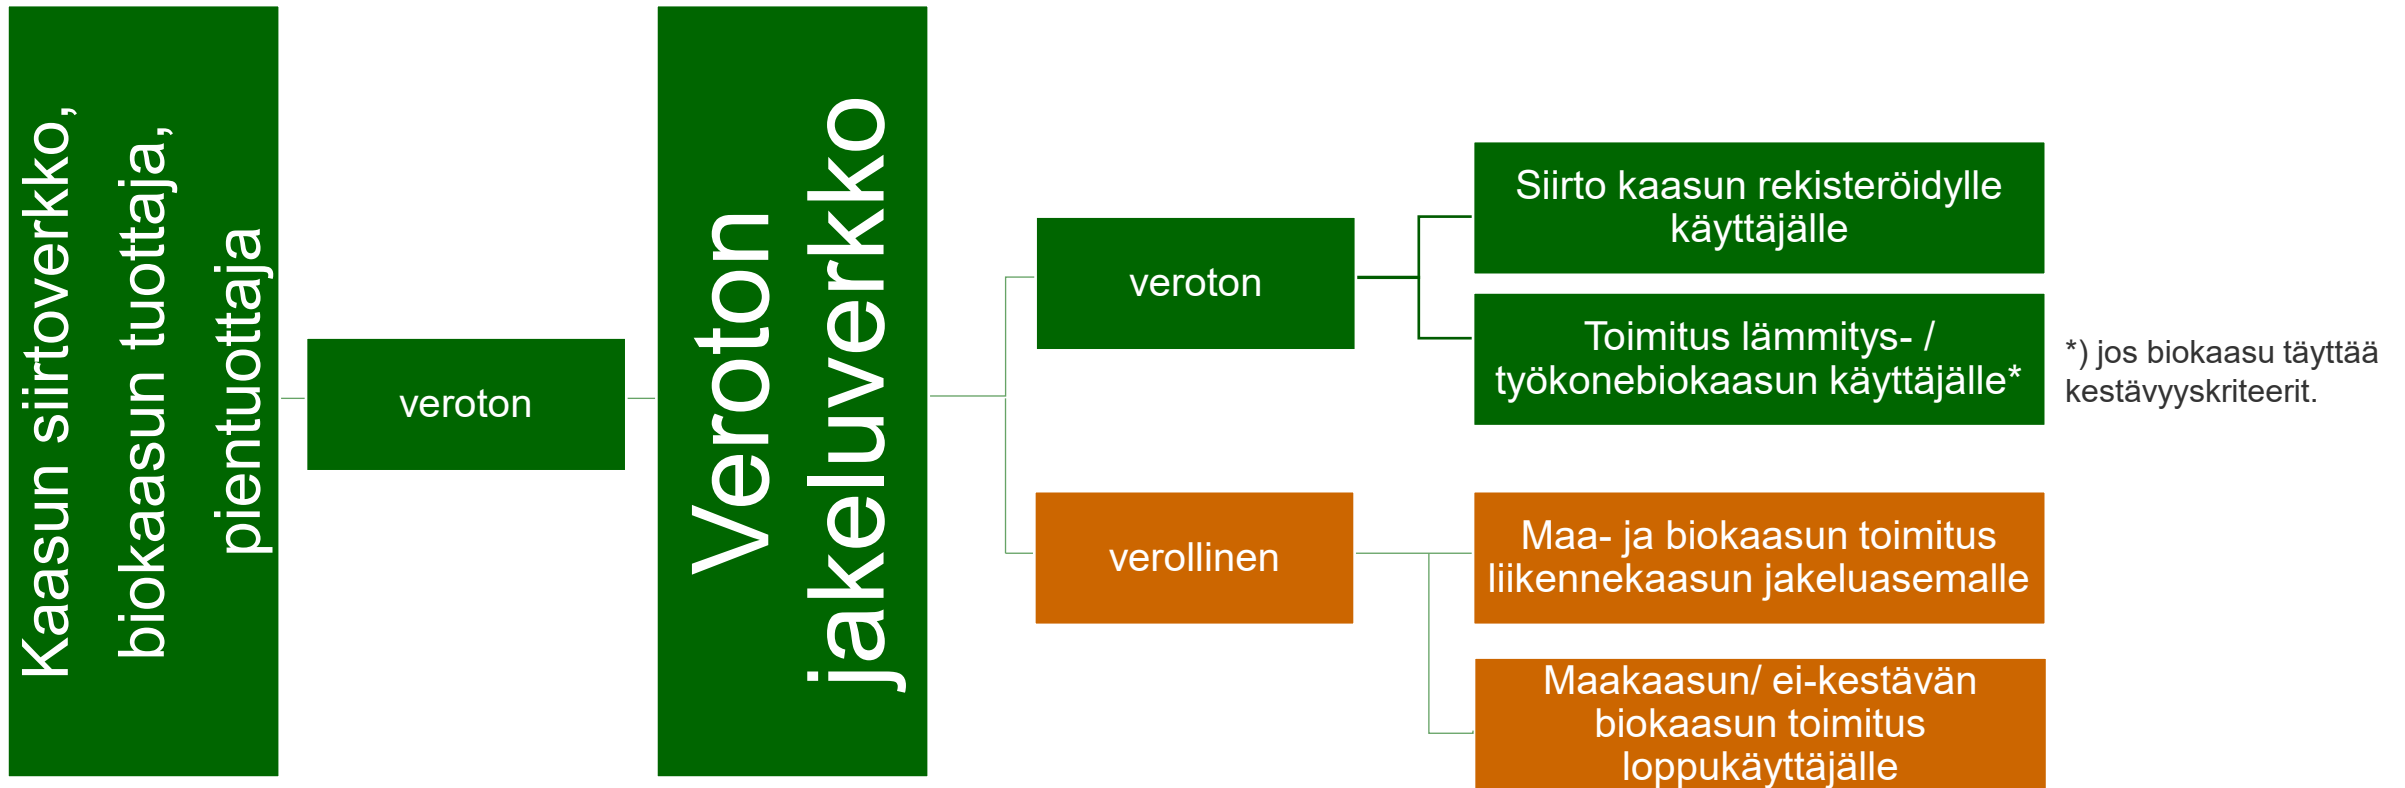 Kaasun siirtoverkko,
biokaasun tuottaja,
pientuottaja
veroton
Veroton
jakeluverkko
veroton
Siirto kaasun rekisteröidylle
käyttäjälle
Toimitus lämmitys- /
työkonebiokaasun käyttäjälle*
*) jos biokaasu täyttää
kestävyyskriteerit.
verollinen
Maa- ja biokaasun toimitus
liikennekaasun jakeluasemalle
Maakaasun/ ei-kestävän
biokaasun toimitus
loppukäyttäjälle